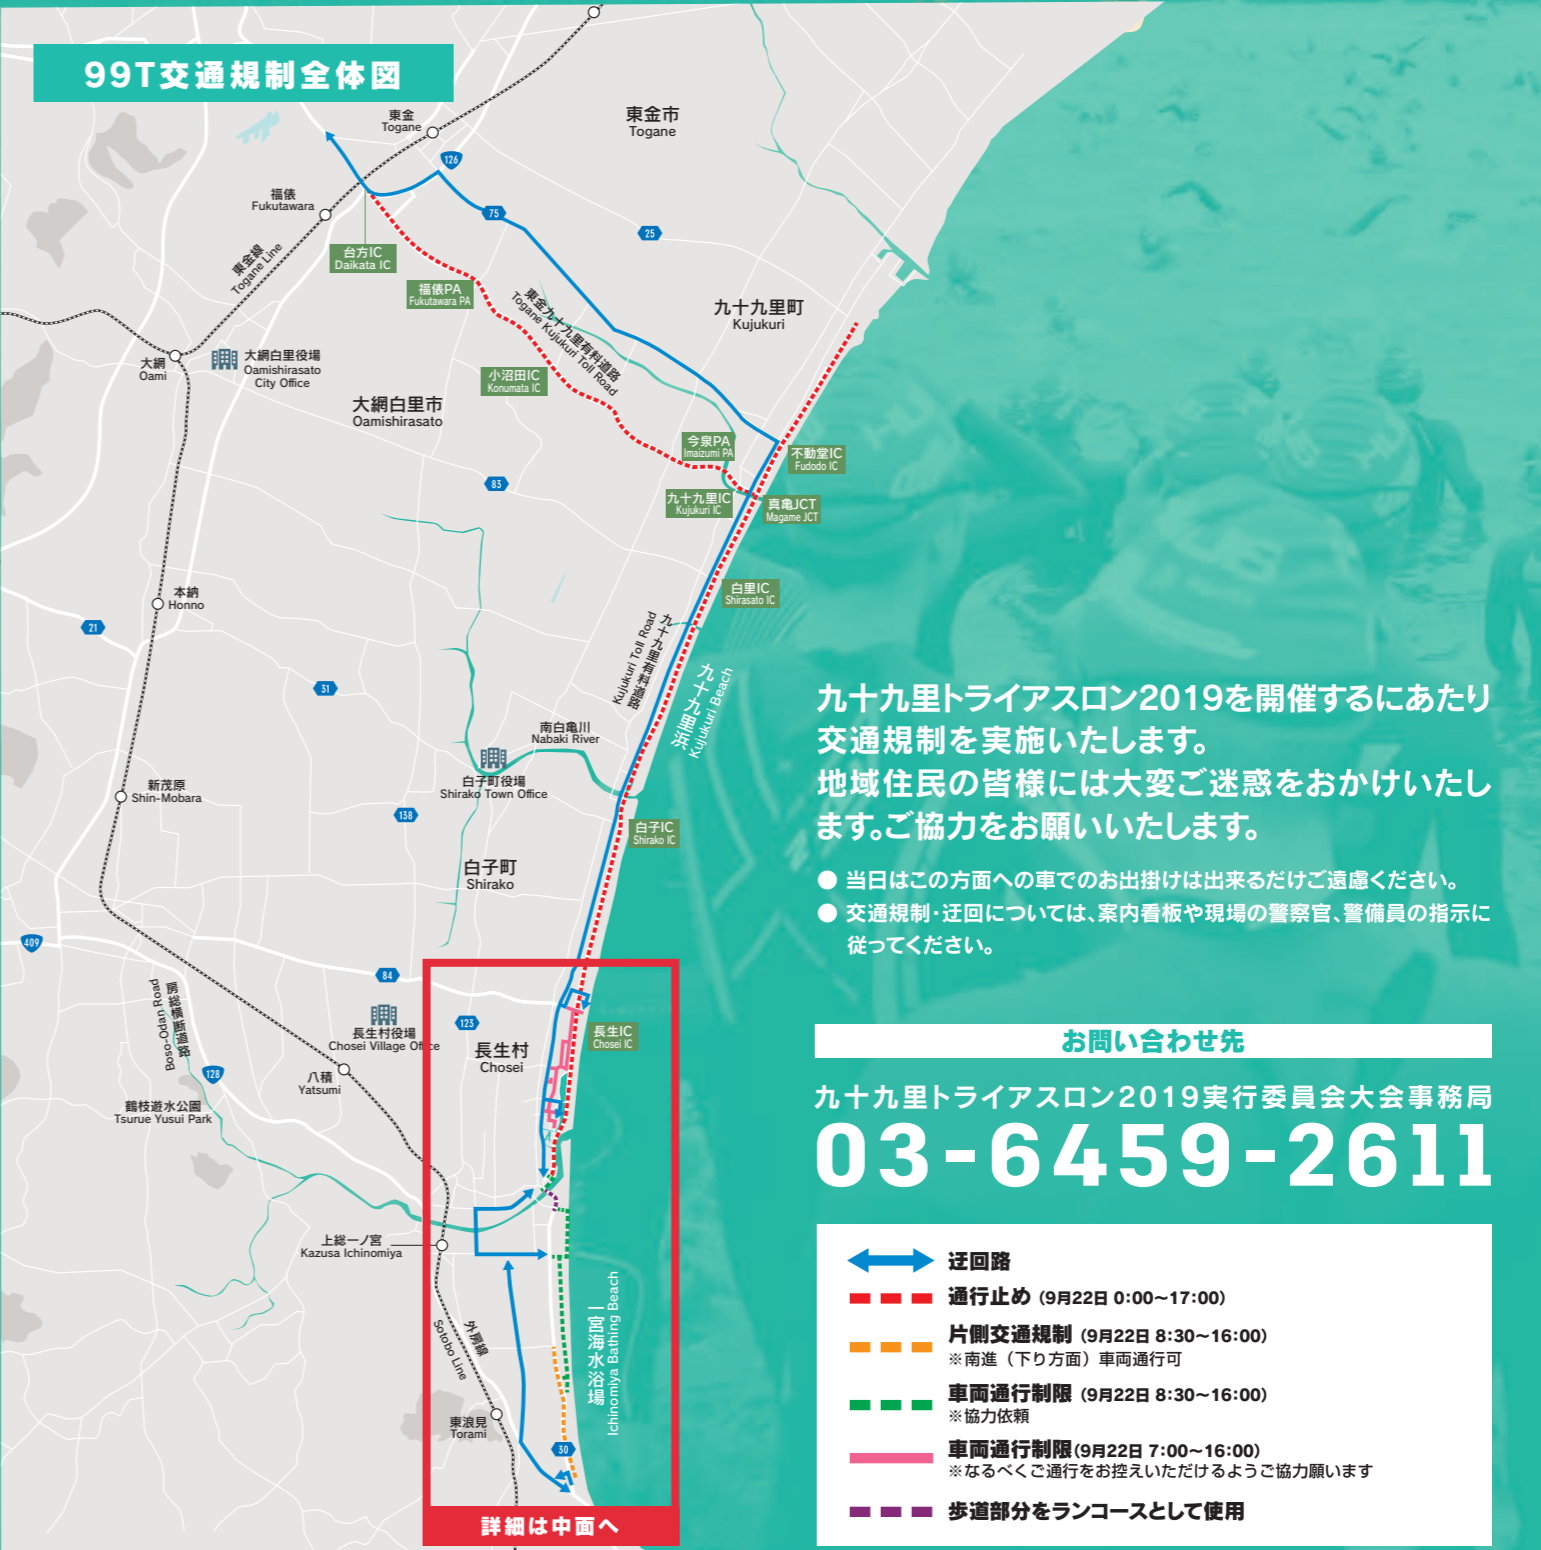 99T交通規制全体図
東金
Togane
東金市
Togane
126
福俵
Fukutawara
75
25
台方IC
Daikata IC
東金線
Togane Line
福俵PA
Fukutawara PA
東金九十九里有料道路
Togane Kujukuri Toll Road
九十九里町
Kujukuri
大網
Oami
大網白里役場
Oamishirasato
City Office
小沼田IC
Konumata IC
大網白里市
Oamishirasato
今泉PA
Imaizumi PA
不動堂IC
Fudodo IC
83
九十九里IC
Kujukuri IC
真亀JCT
Magame JCT
白里IC
Shirasato IC
本納
Honno
21
31
九十九里有料道路
Kujukuri Toll Road
九十九里浜
Kujukuri Beach
南白亀川
Nabaki River
白子町役場
Shirako Town Office
新茂原
Shin-Mobara
138
白子IC
Shirako IC
白子町
Shirako
409
84
房総横断道路
Boso-Odan Road
長生村役場
Chosei Village Office
123
長生村
Chosei
長生IC
Chosei IC
八積
Yatsumi
128
鶴枝遊水公園
Tsurue Yusui Park
上総一ノ宮
Kazusa Ichinomiya
外房線
Sotobo Line
一宮海水浴場
Ichinomiya Bathing Beach
東浪見
Torami
30
詳細は中面へ
九十九里トライアスロン2019を開催するにあたり
交通規制を実施いたします。
地域住民の皆様には大変ご迷惑をおかけいたし
ます。ご協力をお願いいたします。
● 当日はこの方面への車でのお出掛けは出来るだけご遠慮ください。
● 交通規制・迂回については、案内看板や現場の警察官、警備員の指示に
従ってください。
お問い合わせ先
九十九里トライアスロン2019実行委員会大会事務局
03-6459-2611
迂回路
通行止め (9月22日 0:00〜17:00)
片側交通規制 (9月22日 8:30〜16:00)
※南進（下り方面）車両通行可
車両通行制限 (9月22日 8:30〜16:00)
※協力依頼
車両通行制限(9月22日 7:00〜16:00)
※なるべくご通行をお控えいただけるようご協力願います
歩道部分をランコースとして使用